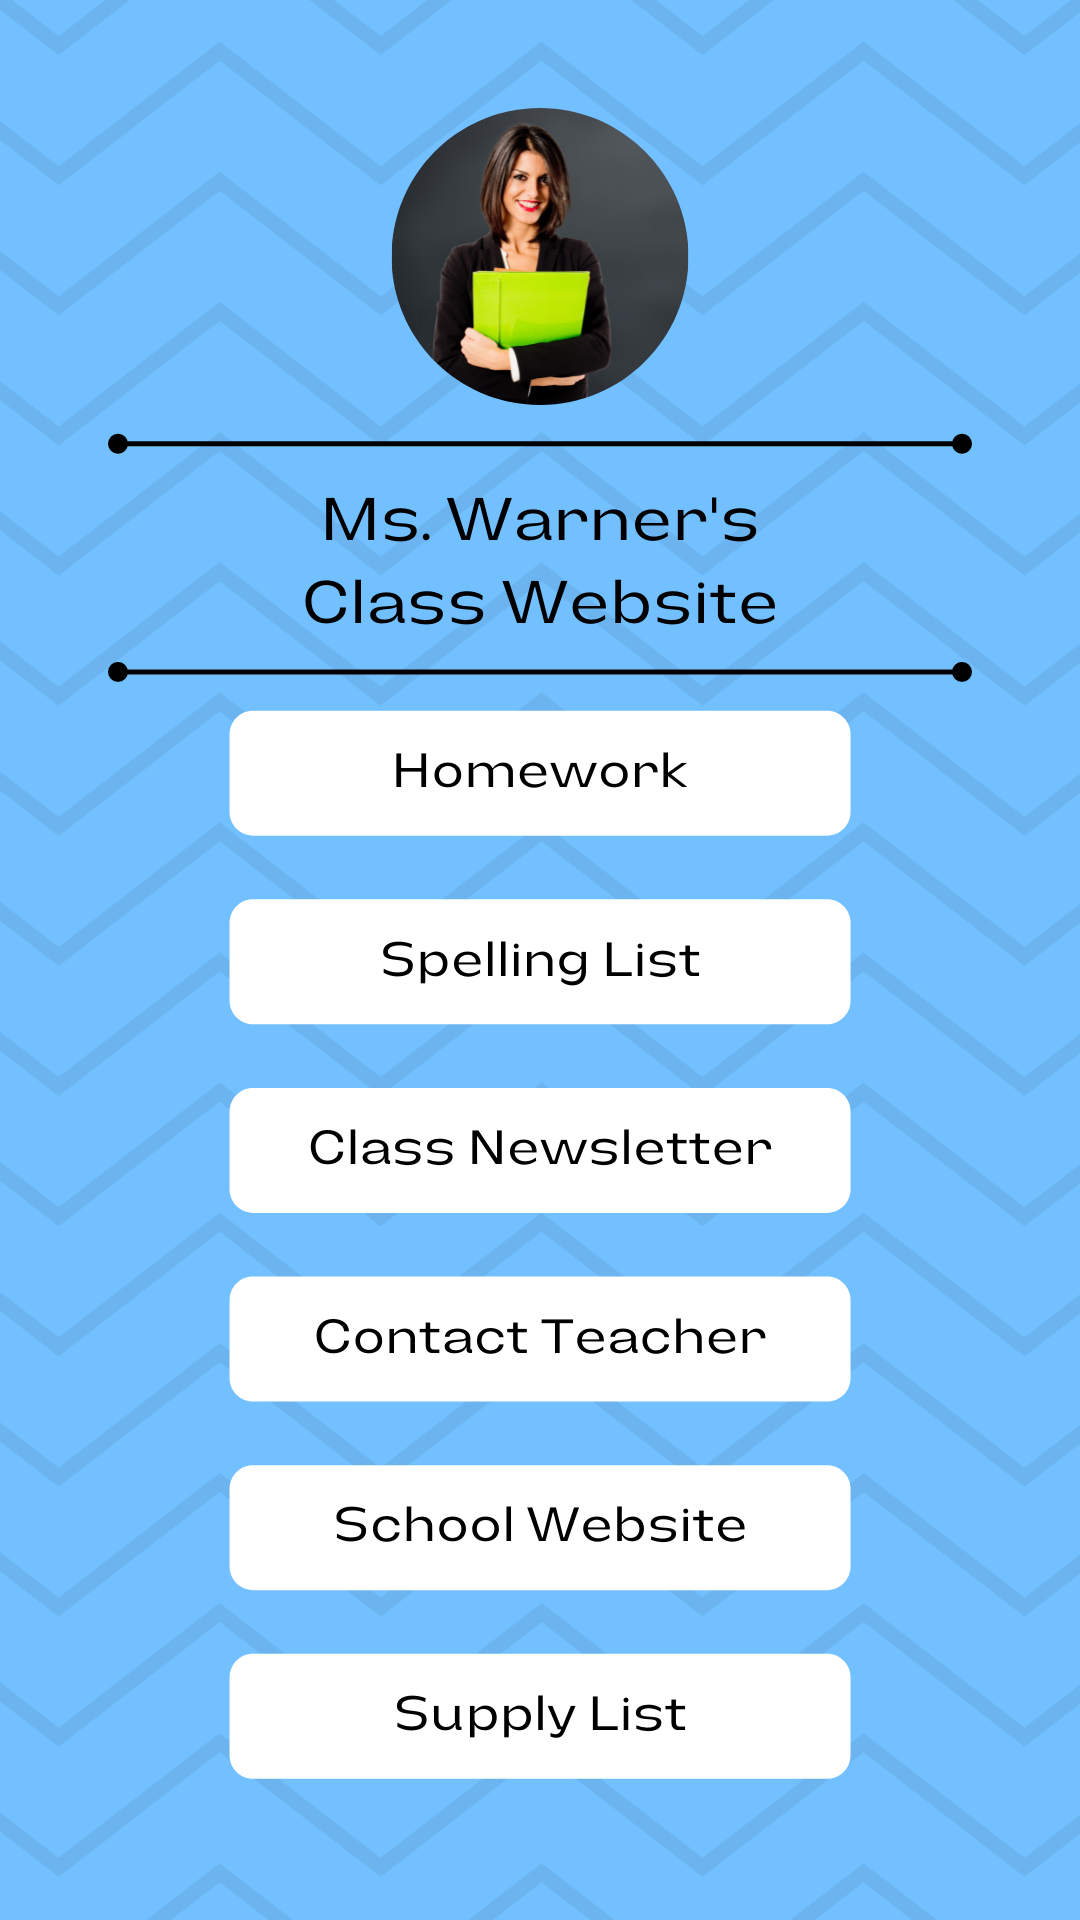 Ms. Warner's
Class Website
Homework
Spelling List
Class Newsletter
Contact Teacher
School Website
Supply List